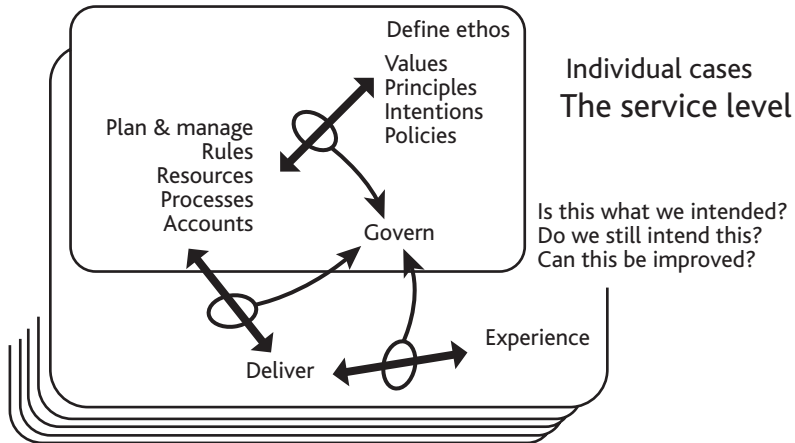 Define ethos
Values
Principles
Intentions
Policies
Individual cases
The service level
Plan & manage
Rules
Resources
Processes
Accounts
Govern
Is this what we intended?
Do we still intend this?
Can this be improved?
Experience
Deliver